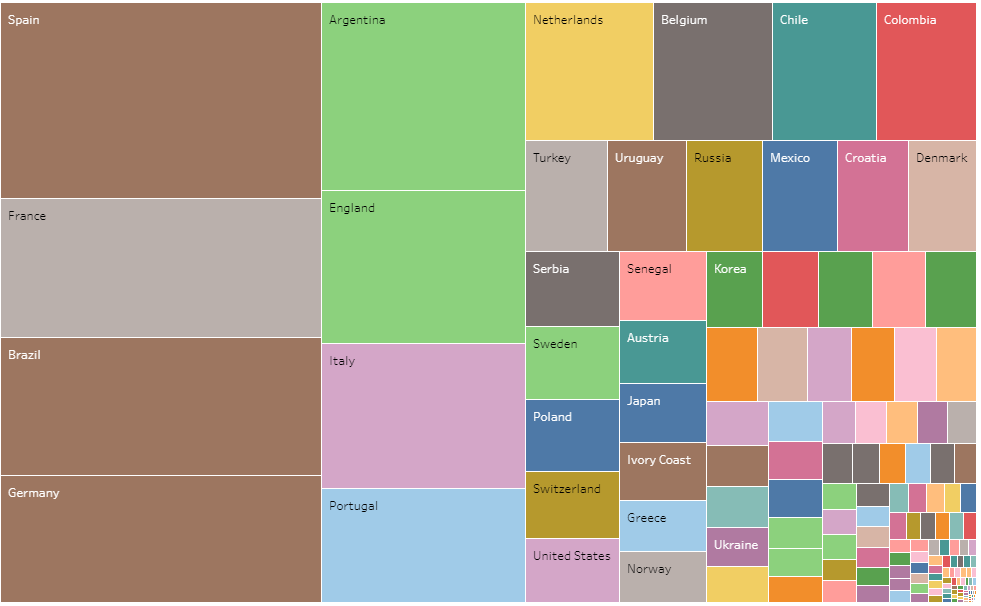 Spain
France
Brazil
Germany
Argentina
England
Italy
Portugal
Netherlands
Belgium
Chile
Colombia
Turkey
Uruguay
Russia
Mexico
Croatia
Denmark
Serbia
Sweden
Poland
Switzerland
United States
Senegal
Austria
Japan
Ivory Coast
Greece
Norway
Korea
Ukraine